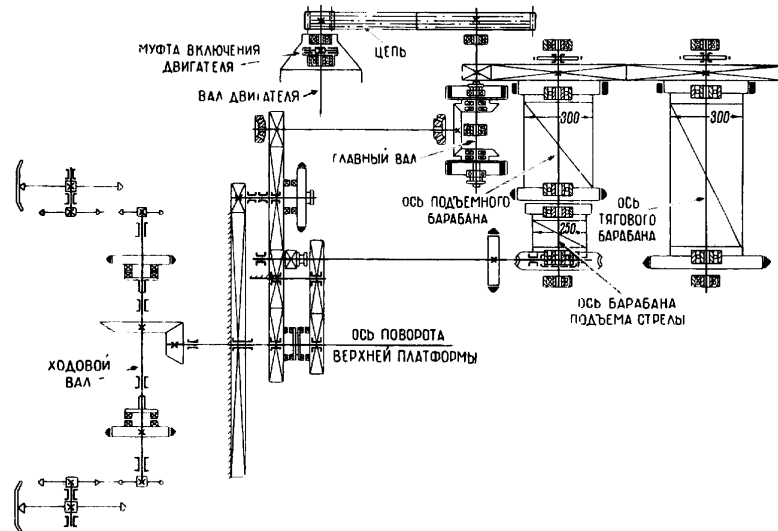 МУФТА ВКЛЮЧЕНИЯ
ДВИГАТЕЛЯ
ЦЕПЬ
ВАЛ ДВИГАТЕЛЯ
ГЛАВНЫЙ ВАЛ
300
300
ОСЬ ПОДЪЕМНОГО
БАРАБАНА
ОСЬ
ТЯГОВОГО
БАРАБАНА
250
ОСЬ БАРАБАНА
ПОДЪЕМА СТРЕЛЫ
ОСЬ ПОВОРОТА
ВЕРХНЕЙ ПЛАТФОРМЫ
ХОДОВОЙ
ВАЛ